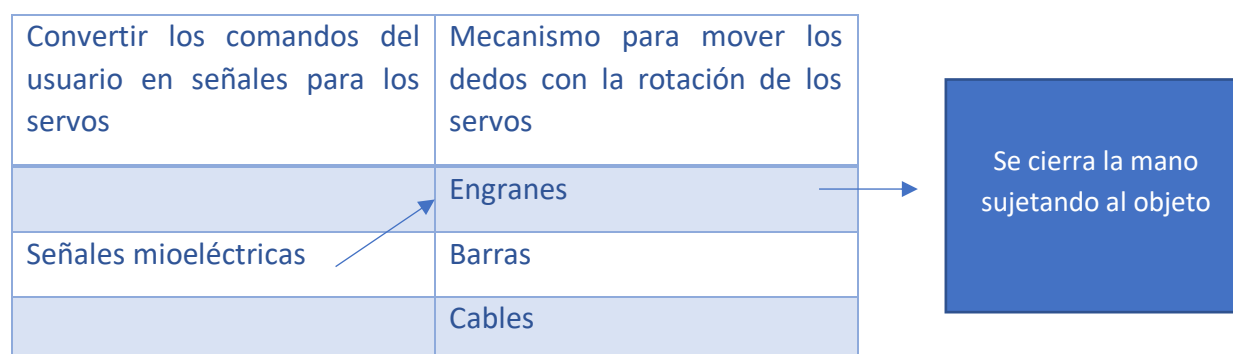 Convertir los comandos del
usuario en señales para los
servos
Mecanismo para mover los
dedos con la rotación de los
servos
Engranes
Señales mioeléctricas
Barras
Cables
Se cierra la mano
sujetando al objeto